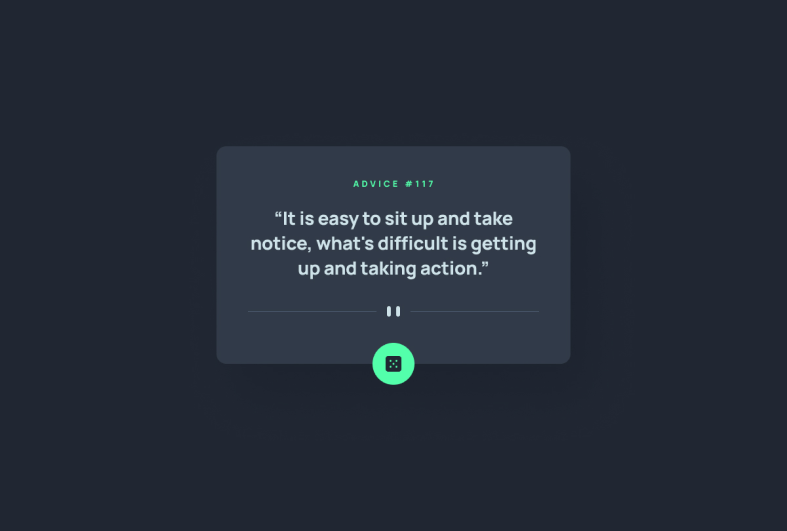 ADVICE #117
“It is easy to sit up and take
notice, what's difficult is getting
up and taking action.”